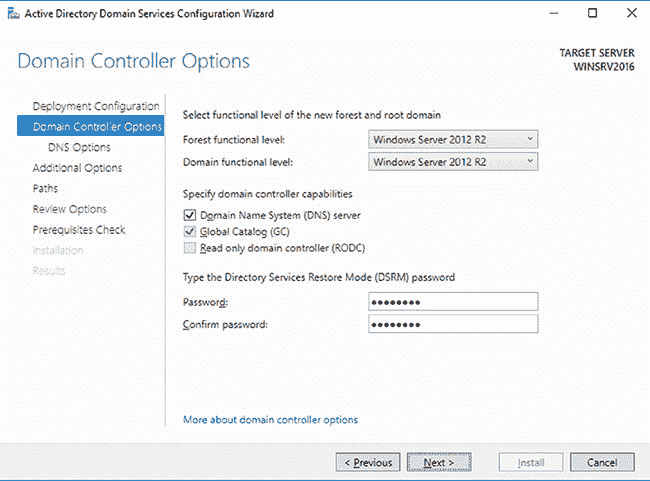 Active Directory Domain Services Configuration Wizard
Domain Controller Options
TARGET SERVER
WINSRV2016
Deployment Configuration
Domain Controller Options
DNS Options
Additional Options
Paths
Review Options
Prerequisites Check
Installation
Results
Select functional level of the new forest and root domain
Forest functional level: Windows Server 2012 R2
Domain functional level: Windows Server 2012 R2
Specify domain controller capabilities
Domain Name System (DNS) server
Global Catalog (GC)
Read only domain controller (RODC)
Type the Directory Services Restore Mode (DSRM) password
Password: ●●●●●●●●
Confirm password: ●●●●●●●●
More about domain controller options
< Previous Next > Install Cancel